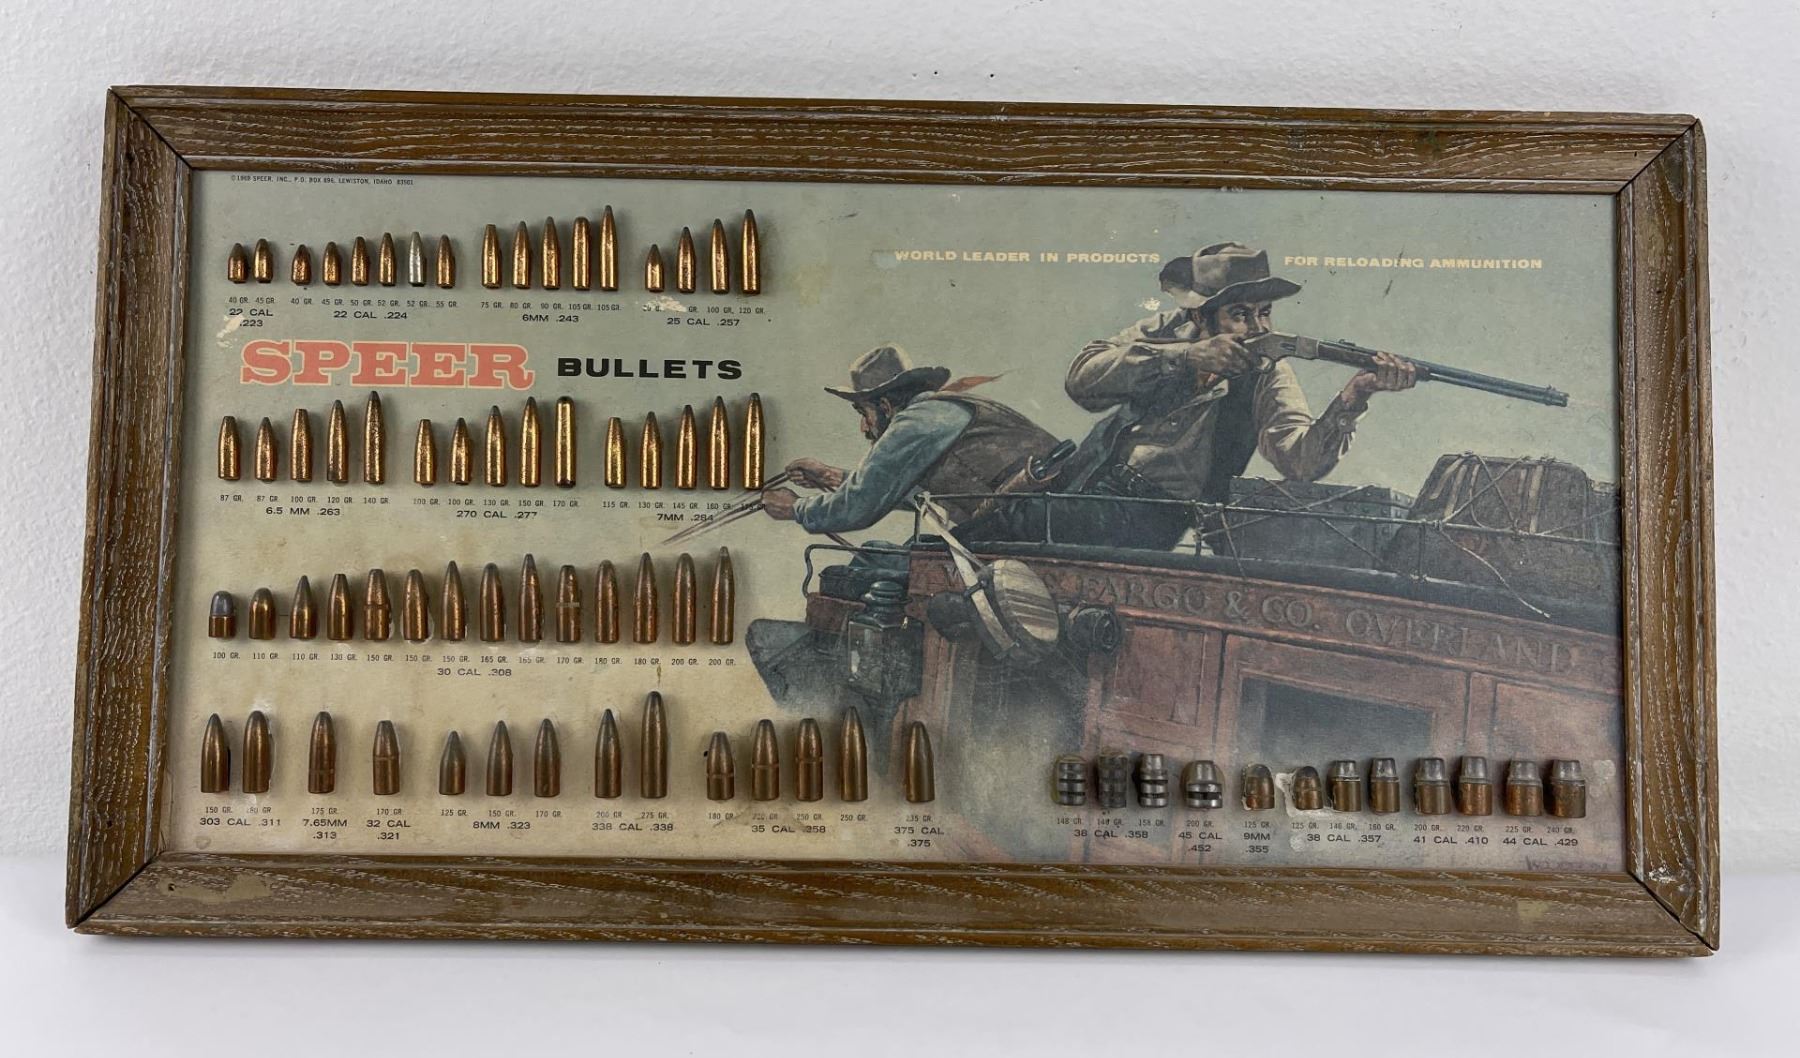 ©1969 SPEER, INC., P.O. BOX 896, LEWISTON, IDAHO 83501
WORLD LEADER IN PRODUCTS FOR RELOADING AMMUNITION
40 GR. 45 GR. 40 GR. 45 GR. 50 GR. 52 GR. 52 GR. 55 GR. 75 GR. 80 GR. 90 GR. 105 GR. 105 GR. GR. 100 GR. 120 GR.
22 CAL .223 22 CAL .224 6MM .243 25 CAL .257
SPEER BULLETS
87 GR. 87 GR. 100 GR. 120 GR. 140 GR. 100 GR. 100 GR. 130 GR. 150 GR. 170 GR. 115 GR. 130 GR. 145 GR. 160 GR. 175 GR.
6.5 MM .263 270 CAL .277 7MM .284
FARGO & CO. OVERLAND
100 GR. 110 GR. 110 GR. 130 GR. 150 GR. 150 GR. 150 GR. 165 GR. 165 GR. 170 GR. 180 GR. 180 GR. 200 GR. 200 GR.
30 CAL .308
150 GR. 180 GR. 175 GR. 170 GR. 125 GR. 150 GR. 170 GR. 200 GR. 275 GR. 180 GR. 220 GR. 250 GR. 250 GR. 235 GR.
303 CAL .311 7.65MM .313 32 CAL .321 8MM .323 338 CAL .338 35 CAL .358 375 CAL .375
148 GR. 148 GR. 158 GR. 200 GR. 125 GR. 125 GR. 146 GR. 160 GR. 200 GR. 220 GR. 225 GR. 240 GR.
38 CAL .358 45 CAL .452 9MM .355 38 CAL .357 41 CAL .410 44 CAL .429